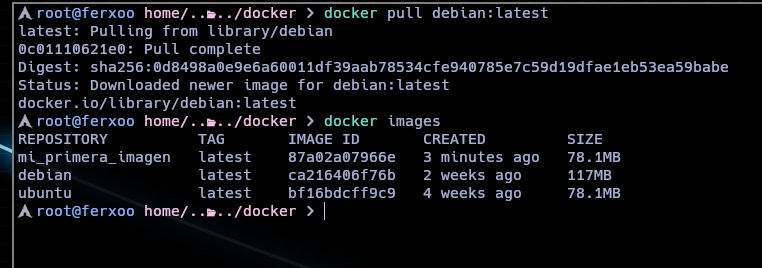 root@ferxoo home/..../docker > docker pull debian:latest
latest: Pulling from library/debian
0c01110621e0: Pull complete
Digest: sha256:0d8498a0e9e6a60011df39aab78534cfe940785e7c59d19dfae1eb53ea59babe
Status: Downloaded newer image for debian:latest
docker.io/library/debian:latest
root@ferxoo home/..../docker > docker images
REPOSITORY TAG IMAGE ID CREATED SIZE
mi_primera_imagen latest 87a02a07966e 3 minutes ago 78.1MB
debian latest ca216406f76b 2 weeks ago 117MB
ubuntu latest bf16bdcff9c9 4 weeks ago 78.1MB
root@ferxoo home/..../docker >